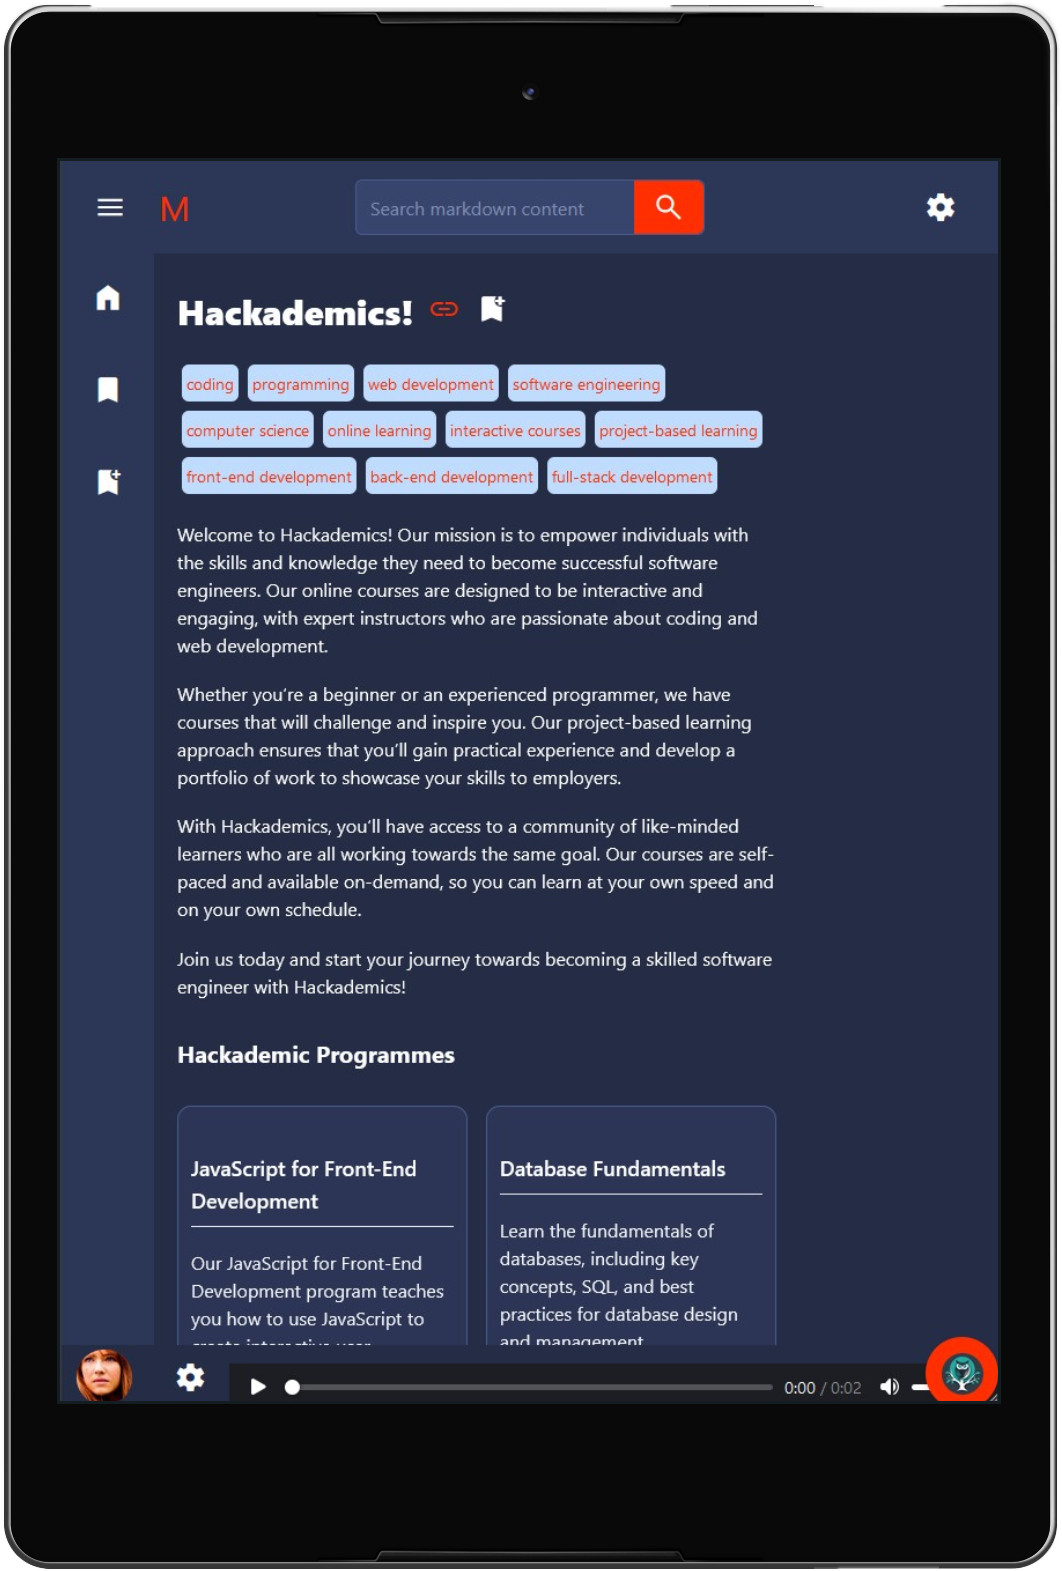 M
Search markdown content
Hackademics!
coding programming web development software engineering
computer science online learning interactive courses project-based learning
front-end development back-end development full-stack development
Welcome to Hackademics! Our mission is to empower individuals with
the skills and knowledge they need to become successful software
engineers. Our online courses are designed to be interactive and
engaging, with expert instructors who are passionate about coding and
web development.
Whether you're a beginner or an experienced programmer, we have
courses that will challenge and inspire you. Our project-based learning
approach ensures that you'll gain practical experience and develop a
portfolio of work to showcase your skills to employers.
With Hackademics, you'll have access to a community of like-minded
learners who are all working towards the same goal. Our courses are self-
paced and available on-demand, so you can learn at your own speed and
on your own schedule.
Join us today and start your journey towards becoming a skilled software
engineer with Hackademics!
Hackademic Programmes
JavaScript for Front-End
Development
Our JavaScript for Front-End
Development program teaches
you how to use JavaScript to
create interactive user
Database Fundamentals
Learn the fundamentals of
databases, including key
concepts, SQL, and best
practices for database design
and management
0:00 / 0:02